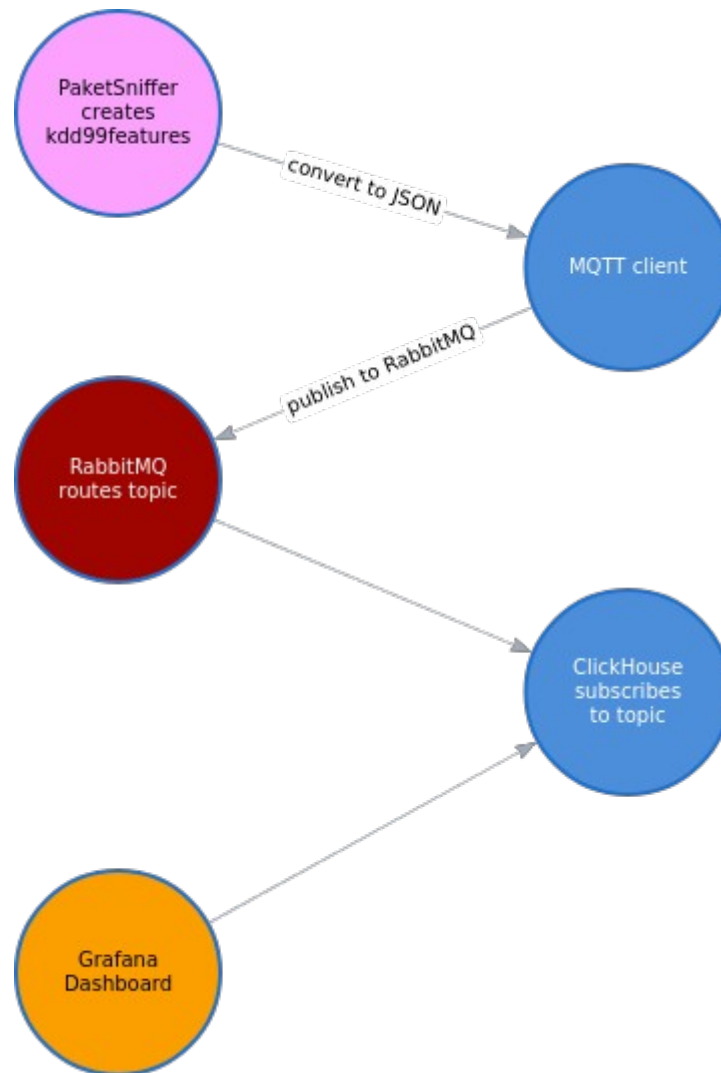 PaketSniffer
creates
kdd99features
convert to JSON
MQTT client
publish to RabbitMQ
RabbitMQ
routes topic
ClickHouse
subscribes
to topic
Grafana
Dashboard